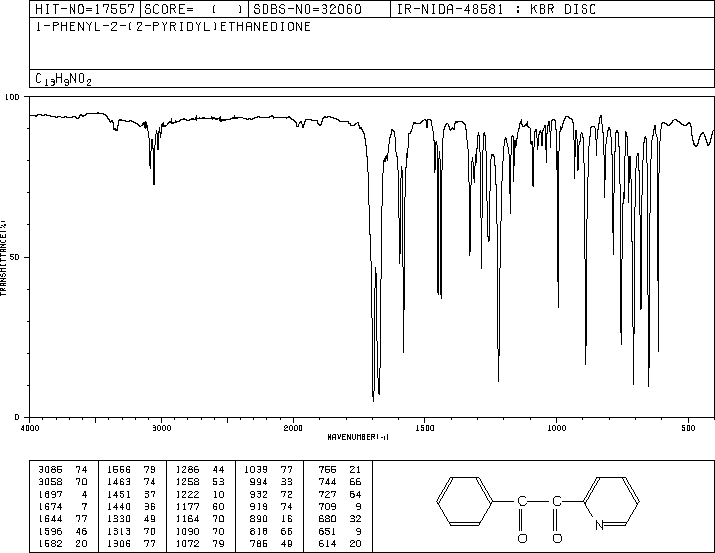 HIT-NO=17557 SCORE= ( ) SDBS-NO=32060 IR-NIDA-48581 : KBR DISC
1-PHENYL-2-(2-PYRIDYL)ETHANEDIONE
C13H9NO2
100
50
0
TRANSMITTANCE(%)
4000 3000 2000 1500 1000 500
WAVENUMBER(-1)
3085 74 1566 79 1286 44 1039 77 755 21
3058 70 1463 74 1258 53 994 33 744 66
1697 4 1451 37 1222 10 932 72 727 64
1674 7 1440 36 1177 60 919 74 709 9
1644 77 1330 49 1164 70 890 16 680 32
1596 46 1313 70 1090 70 818 66 651 9
1582 20 1306 77 1072 79 785 49 614 20
C C
O O N